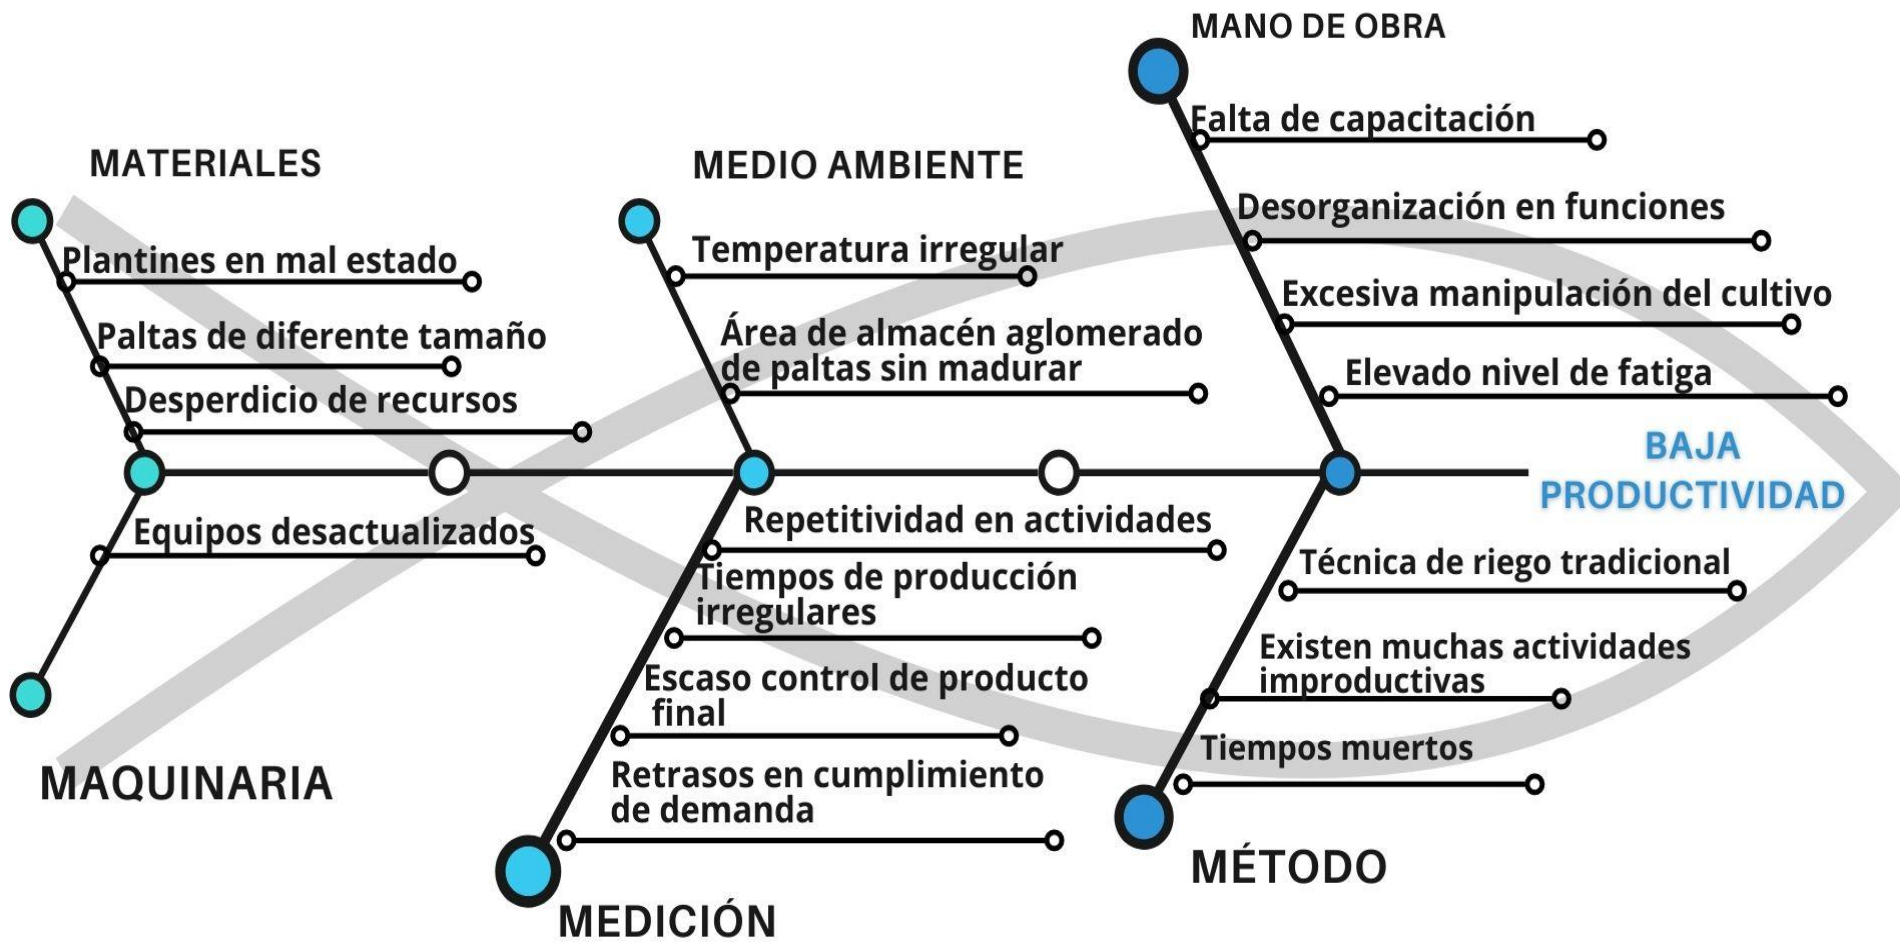 MANO DE OBRA
Falta de capacitación
Desorganización en funciones
Excesiva manipulación del cultivo
Elevado nivel de fatiga
MATERIALES
Plantines en mal estado
Paltas de diferente tamaño
Desperdicio de recursos
MEDIO AMBIENTE
Temperatura irregular
Área de almacén aglomerado
de paltas sin madurar
BAJA
PRODUCTIVIDAD
Equipos desactualizados
MAQUINARIA
Repetitividad en actividades
Tiempos de producción
irregulares
Escaso control de producto
final
Retrasos en cumplimiento
de demanda
MEDICIÓN
Técnica de riego tradicional
Existen muchas actividades
improductivas
Tiempos muertos
MÉTODO